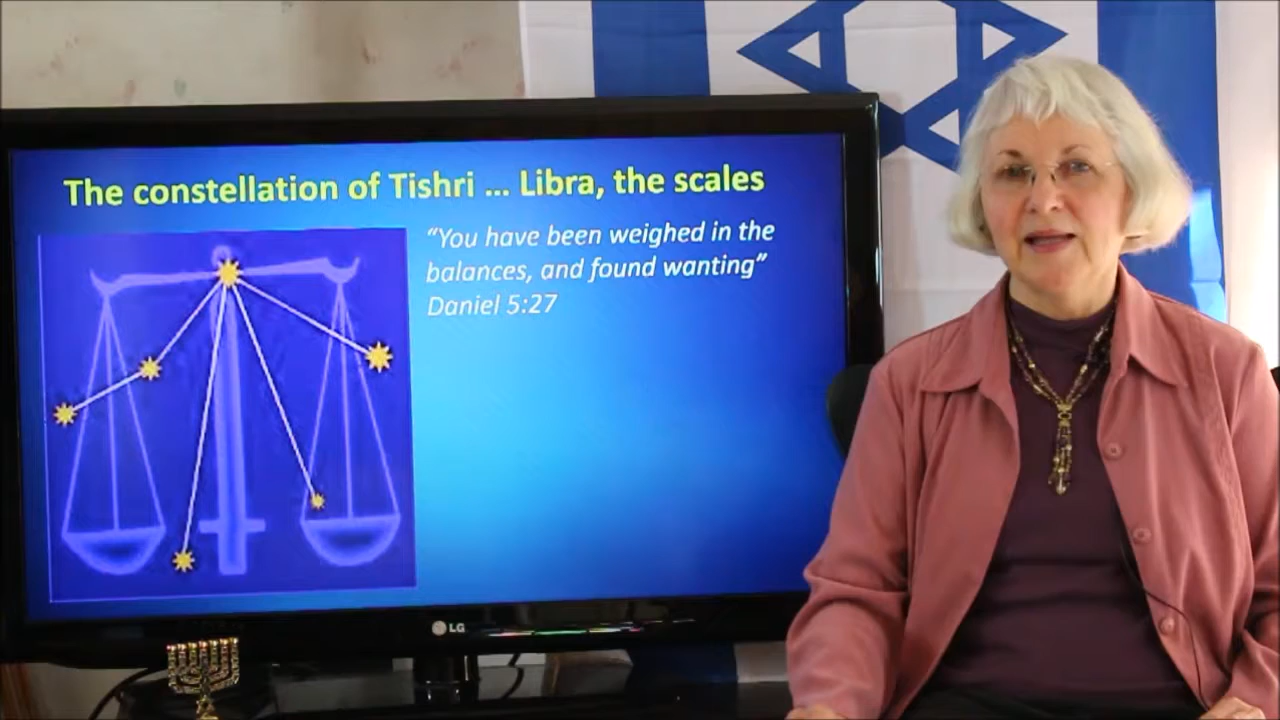 The constellation of Tishri ... Libra, the scales
“You have been weighed in the
balances, and found wanting”
Daniel 5:27
LG